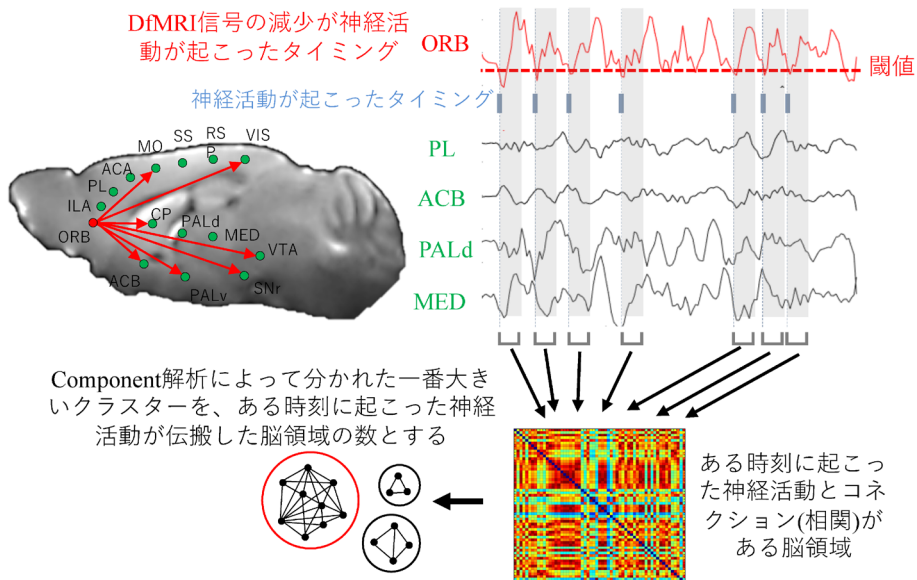 DfMRI信号の減少が神経活
動が起こったタイミング
ORB
閾値
神経活動が起こったタイミング
PL
ACB
PALd
MED
MO
SS
RS
P
VIS
ACA
PL
ILA
ORB
CP
PALd
MED
VTA
ACB
PALv
SNr
Component解析によって分かれた一番大き
いクラスターを、ある時刻に起こった神経
活動が伝搬した脳領域の数とする
ある時刻に起こっ
た神経活動とコネ
クション(相関)が
ある脳領域